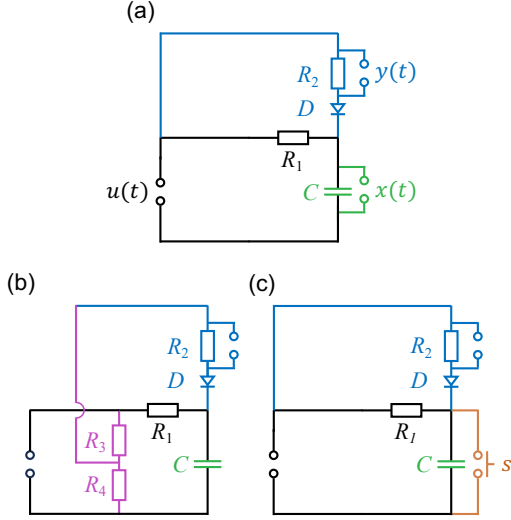 (a)
R₂ y(t)
D
R₁
u(t) C x(t)
(b) (c)
R₂ R₂
D D
R₁ R₁
R₃
C C s
R₄